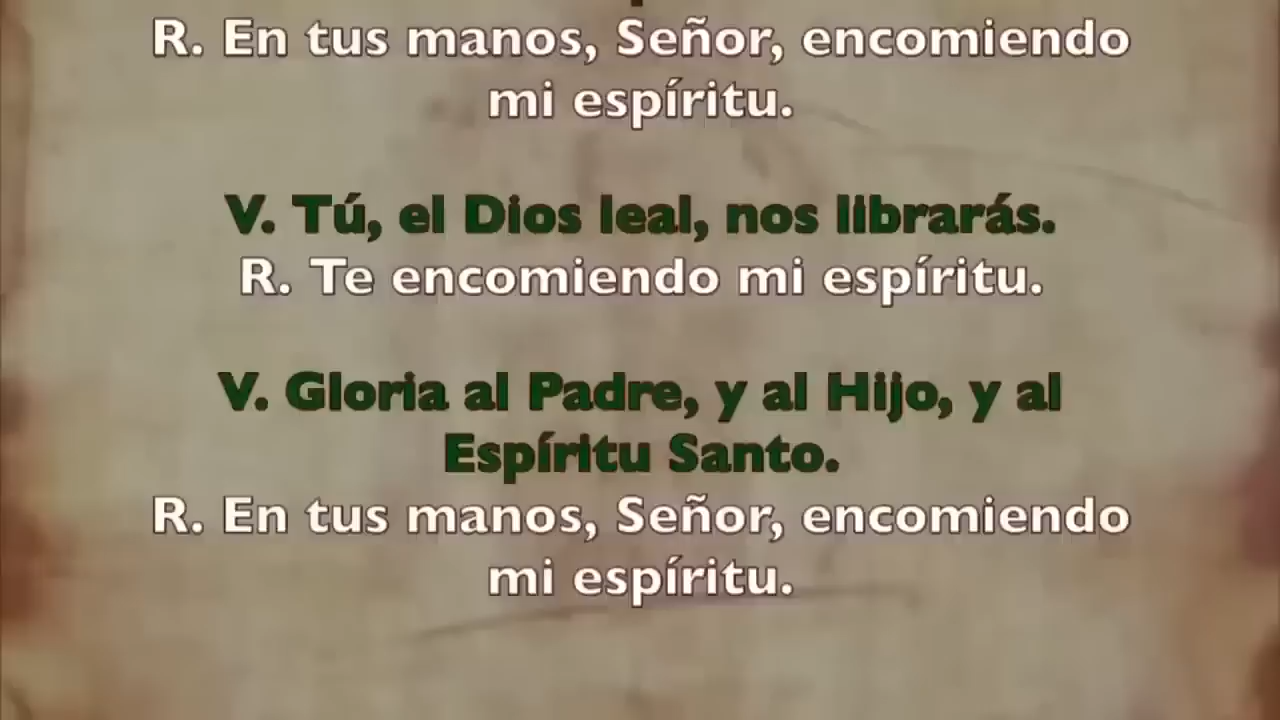 R. En tus manos, Señor, encomiendo
mi espíritu.
V. Tú, el Dios leal, nos librarás.
R. Te encomiendo mi espíritu.
V. Gloria al Padre, y al Hijo, y al
Espíritu Santo.
R. En tus manos, Señor, encomiendo
mi espíritu.